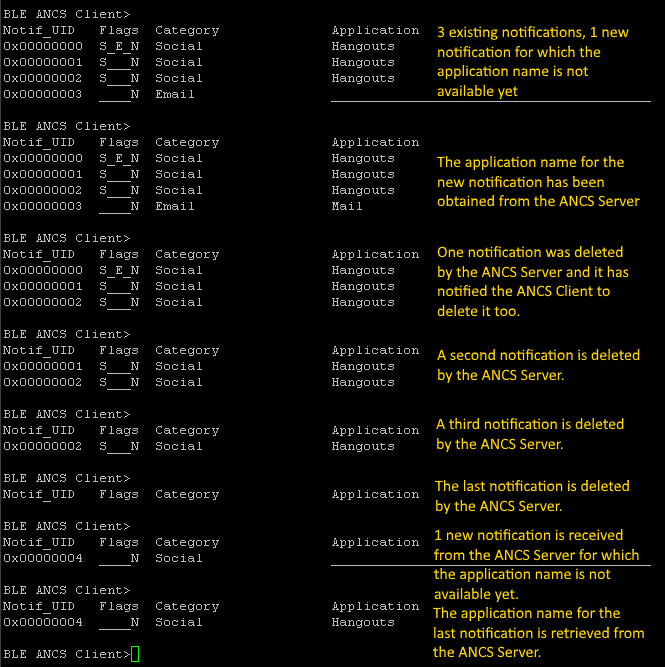 BLE ANCS Client>
Notif_UID Flags Category Application
0x00000000 S_E_N Social Hangouts
0x00000001 S___N Social Hangouts
0x00000002 S___N Social Hangouts
0x00000003 ____N Email
3 existing notifications, 1 new
notification for which the
application name is not
available yet
BLE ANCS Client>
Notif_UID Flags Category Application
0x00000000 S_E_N Social Hangouts
0x00000001 S___N Social Hangouts
0x00000002 S___N Social Hangouts
0x00000003 ____N Email Mail
The application name for the
new notification has been
obtained from the ANCS Server
BLE ANCS Client>
Notif_UID Flags Category Application
0x00000000 S_E_N Social Hangouts
0x00000001 S___N Social Hangouts
0x00000002 S___N Social Hangouts
One notification was deleted
by the ANCS Server and it has
notified the ANCS Client to
delete it too.
BLE ANCS Client>
Notif_UID Flags Category Application
0x00000001 S___N Social Hangouts
0x00000002 S___N Social Hangouts
A second notification is deleted
by the ANCS Server.
BLE ANCS Client>
Notif_UID Flags Category Application
0x00000002 S___N Social Hangouts
A third notification is deleted
by the ANCS Server.
BLE ANCS Client>
Notif_UID Flags Category Application
The last notification is deleted
by the ANCS Server.
BLE ANCS Client>
Notif_UID Flags Category Application
0x00000004 ____N Social
1 new notification is received
from the ANCS Server for which
the application name is not
available yet.
BLE ANCS Client>
Notif_UID Flags Category Application
0x00000004 ____N Social Hangouts
The application name for the
last notification is retrieved from
the ANCS Server.
BLE ANCS Client>